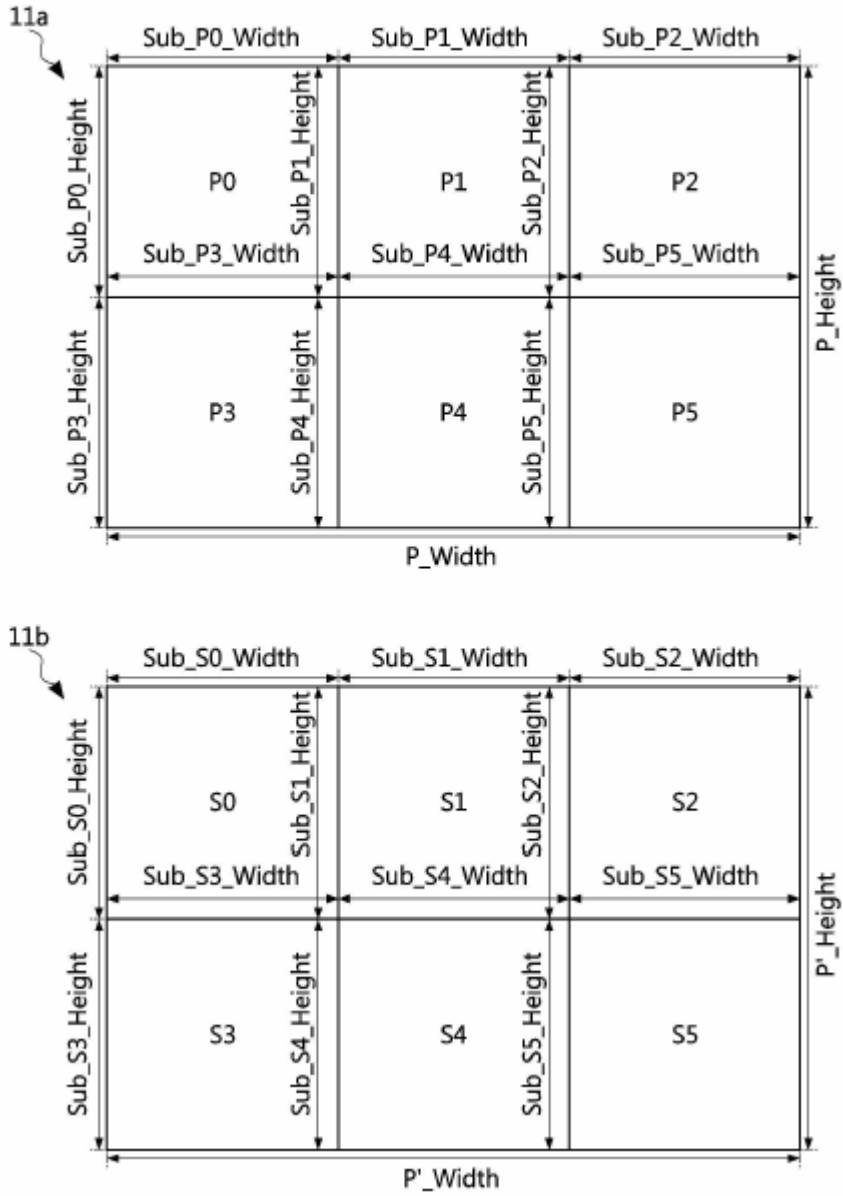 11a
Sub_P0_Width Sub_P1_Width Sub_P2_Width
Sub_P0_Height Sub_P1_Height Sub_P2_Height
P0 P1 P2
Sub_P3_Width Sub_P4_Width Sub_P5_Width
P_Height
Sub_P3_Height Sub_P4_Height Sub_P5_Height
P3 P4 P5
P_Width
11b
Sub_S0_Width Sub_S1_Width Sub_S2_Width
Sub_S0_Height Sub_S1_Height Sub_S2_Height
S0 S1 S2
Sub_S3_Width Sub_S4_Width Sub_S5_Width
P'_Height
Sub_S3_Height Sub_S4_Height Sub_S5_Height
S3 S4 S5
P'_Width